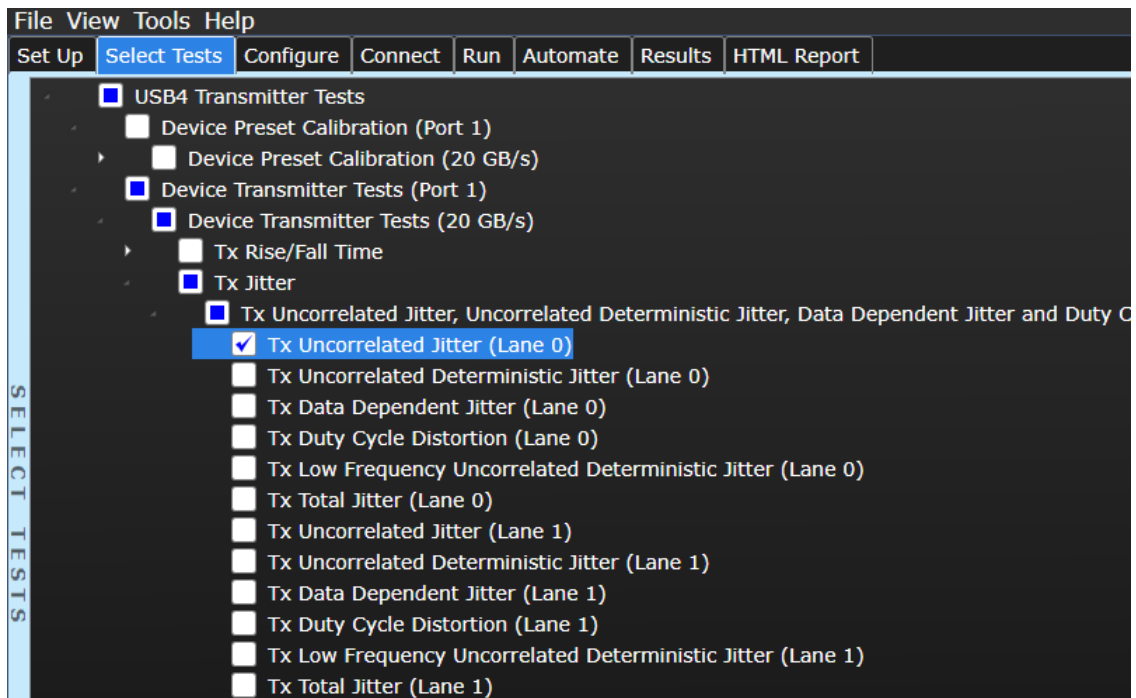 File View Tools Help
Set Up Select Tests Configure Connect Run Automate Results HTML Report
USB4 Transmitter Tests
Device Preset Calibration (Port 1)
Device Preset Calibration (20 GB/s)
Device Transmitter Tests (Port 1)
Device Transmitter Tests (20 GB/s)
Tx Rise/Fall Time
Tx Jitter
Tx Uncorrelated Jitter, Uncorrelated Deterministic Jitter, Data Dependent Jitter and Duty
Tx Uncorrelated Jitter (Lane 0)
Tx Uncorrelated Deterministic Jitter (Lane 0)
Tx Data Dependent Jitter (Lane 0)
Tx Duty Cycle Distortion (Lane 0)
Tx Low Frequency Uncorrelated Deterministic Jitter (Lane 0)
Tx Total Jitter (Lane 0)
Tx Uncorrelated Jitter (Lane 1)
Tx Uncorrelated Deterministic Jitter (Lane 1)
Tx Data Dependent Jitter (Lane 1)
Tx Duty Cycle Distortion (Lane 1)
Tx Low Frequency Uncorrelated Deterministic Jitter (Lane 1)
Tx Total Jitter (Lane 1)
SELECT TESTS